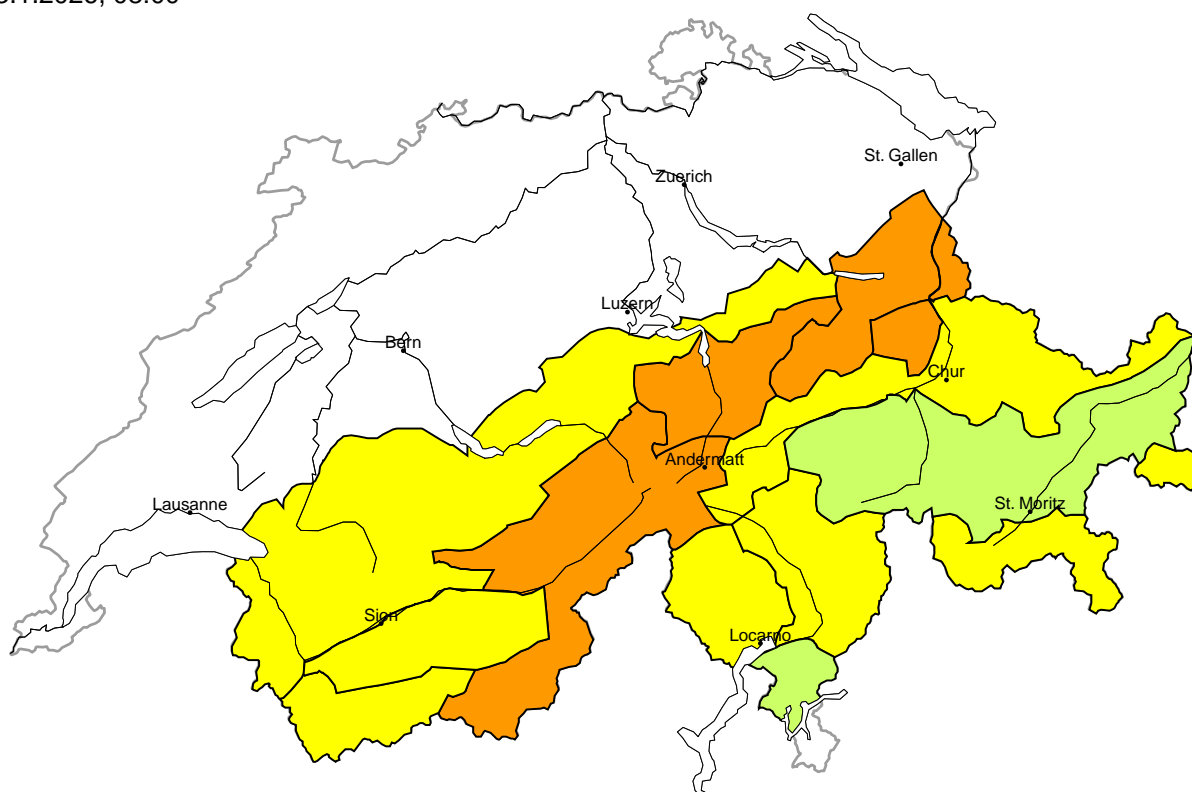 St. Gallen
Zuerich
Luzern
Bern
Chur
Andermatt
Lausanne
St. Moritz
Sion
Locarno